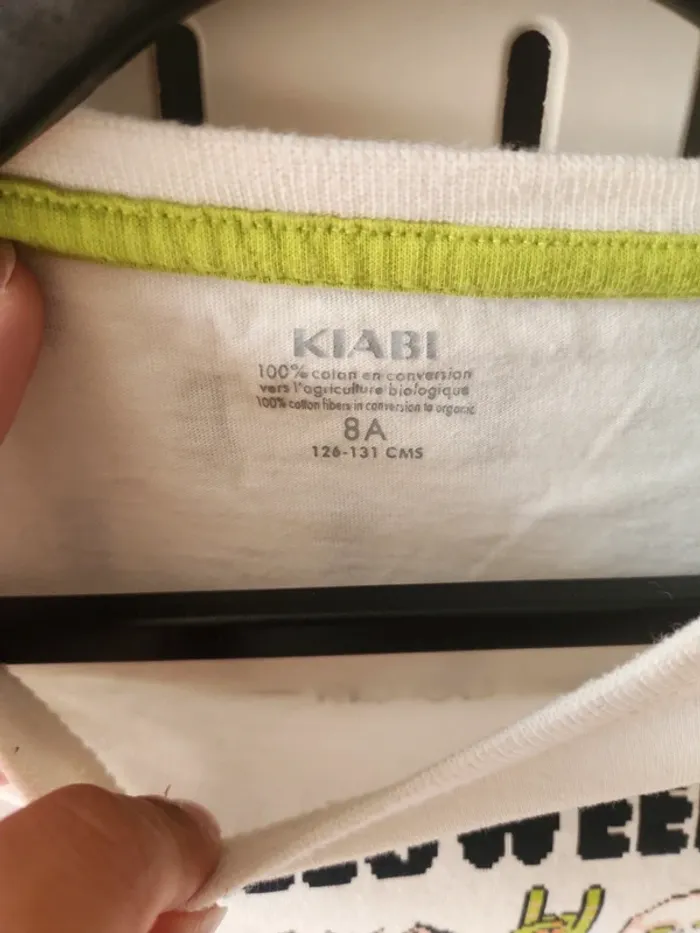 KIABI
100% coton en conversion
vers l'agriculture biologique
100% cotton fibers in conversion to organic
8A
126-131 CMS